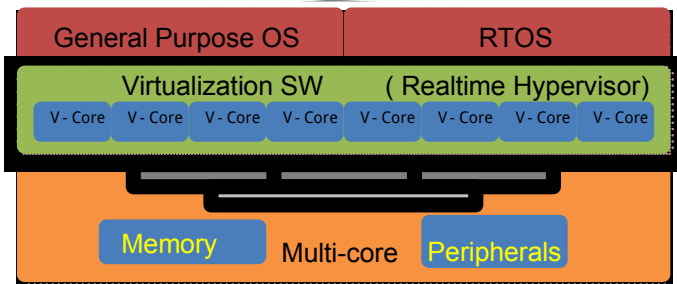 General Purpose OS RTOS
Virtualization SW ( Realtime Hypervisor)
V - Core V - Core V - Core V - Core V - Core V - Core V - Core V - Core
Memory Multi-core Peripherals